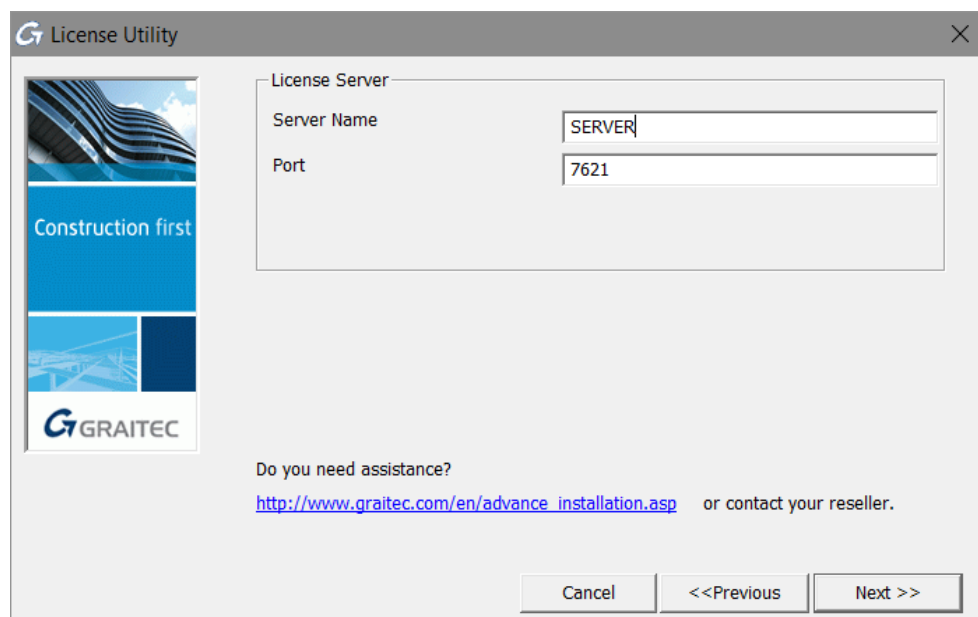 License Utility
License Server
Server Name
SERVER
Port
7621
Construction first
GRAITEC
Do you need assistance?
http://www.graitec.com/en/advance_installation.asp or contact your reseller.
Cancel <<Previous Next >>